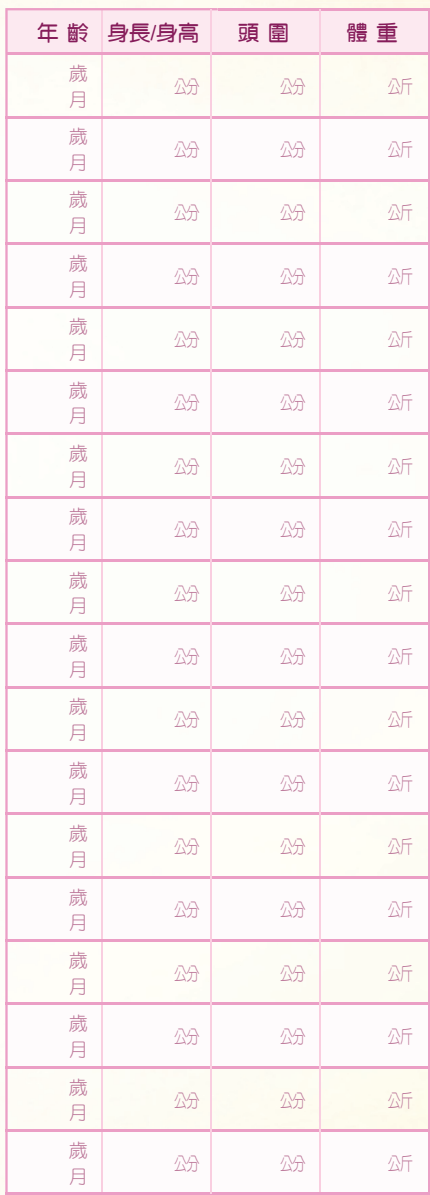 年齡 身長/身高 頭圍 體重
歲
月 公分 公分 公斤
歲
月 公分 公分 公斤
歲
月 公分 公分 公斤
歲
月 公分 公分 公斤
歲
月 公分 公分 公斤
歲
月 公分 公分 公斤
歲
月 公分 公分 公斤
歲
月 公分 公分 公斤
歲
月 公分 公分 公斤
歲
月 公分 公分 公斤
歲
月 公分 公分 公斤
歲
月 公分 公分 公斤
歲
月 公分 公分 公斤
歲
月 公分 公分 公斤
歲
月 公分 公分 公斤
歲
月 公分 公分 公斤
歲
月 公分 公分 公斤
歲
月 公分 公分 公斤